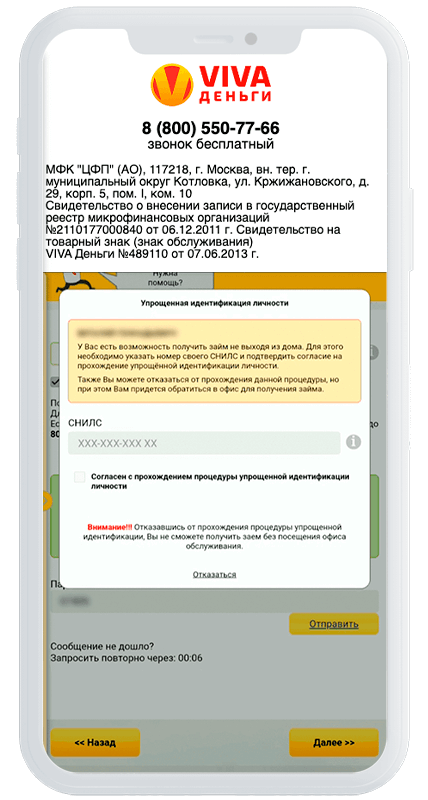 VIVA
ДЕНЬГИ
8 (800) 550-77-66
звонок бесплатный
МФК "ЦФП" (АО), 117218, г. Москва, вн. тер. г.
муниципальный округ Котловка, ул. Кржижановского, д.
29, корп. 5, пом. I, ком. 10
Свидетельство о внесении записи в государственный
реестр микрофинансовых организаций
№2110177000840 от 06.12.2011 г. Свидетельство на
товарный знак (знак обслуживания)
VIVA Деньги №489110 от 07.06.2013 г.
Нужна
помощь?
Упрощенная идентификация личности
У Вас есть возможность получить займ не выходя из дома. Для этого
необходимо указать номер своего СНИЛС и подтвердить согласие на
прохождение упрощённой идентификации личности.
Также Вы можете отказаться от прохождения данной процедуры, но
при этом Вам придется обратиться в офис для получения займа.
СНИЛС
XXX-XXX-XXX XX
i
Согласен с прохождением процедуры упрощенной идентификации
личности
Внимание!!! Отказавшись от прохождения процедуры упрощенной
идентификации, Вы не сможете получить заем без посещения офиса
обслуживания.
Отказаться
Отправить
Сообщение не дошло?
Запросить повторно через: 00:06
<< Назад
Далее >>